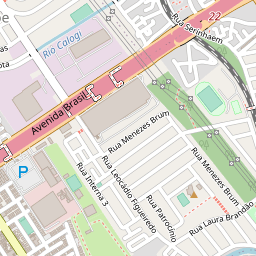 Rua Serinhaem
22
Rio Calogi
Avenida Brasil
Rua Menezes Brum
Rua Menezes Brum
P
Rua Interna 3
Rua Leocádio Figueiredo
Rua Patrocínio
Rua Laura Brandão